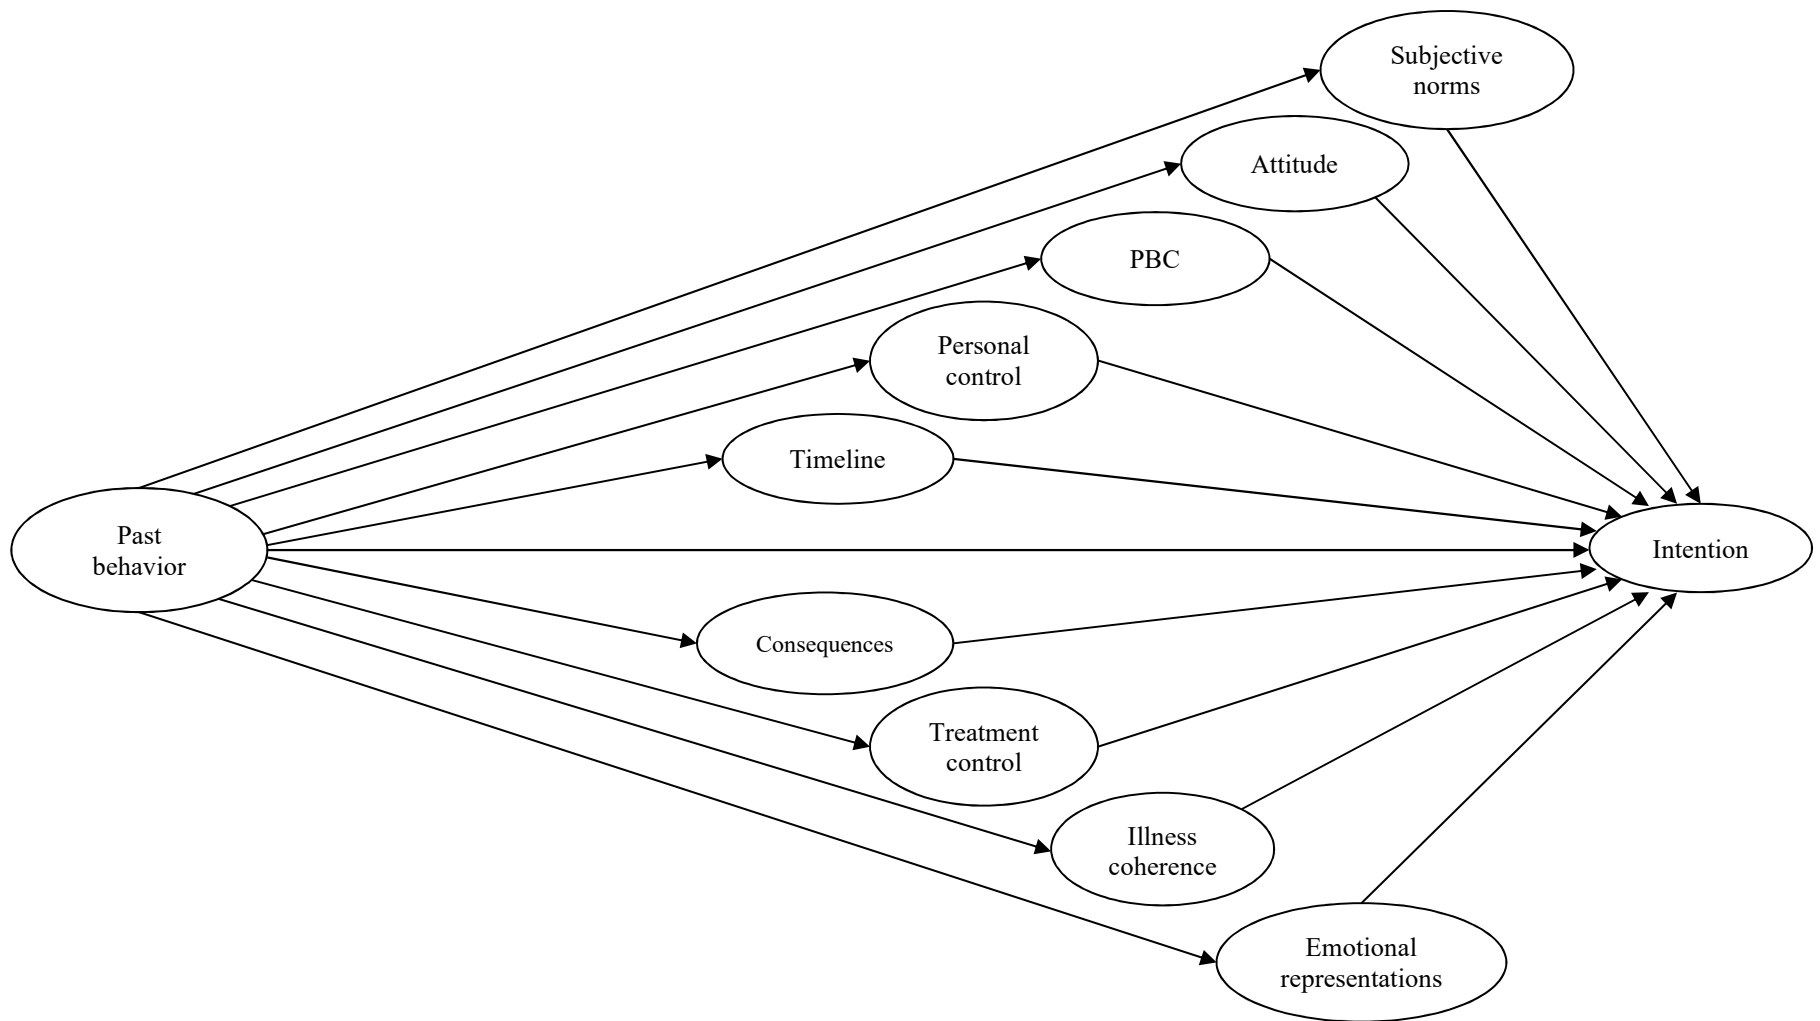 Subjective
norms
Attitude
PBC
Personal
control
Timeline
Past
behavior
Intention
Consequences
Treatment
control
Illness
coherence
Emotional
representations